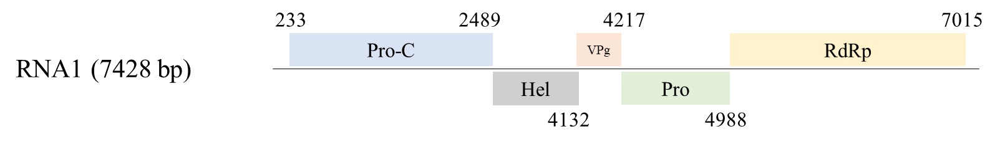 233 2489 4217 7015
Pro-C VPg RdRp
RNA1 (7428 bp)
Hel Pro
4132 4988